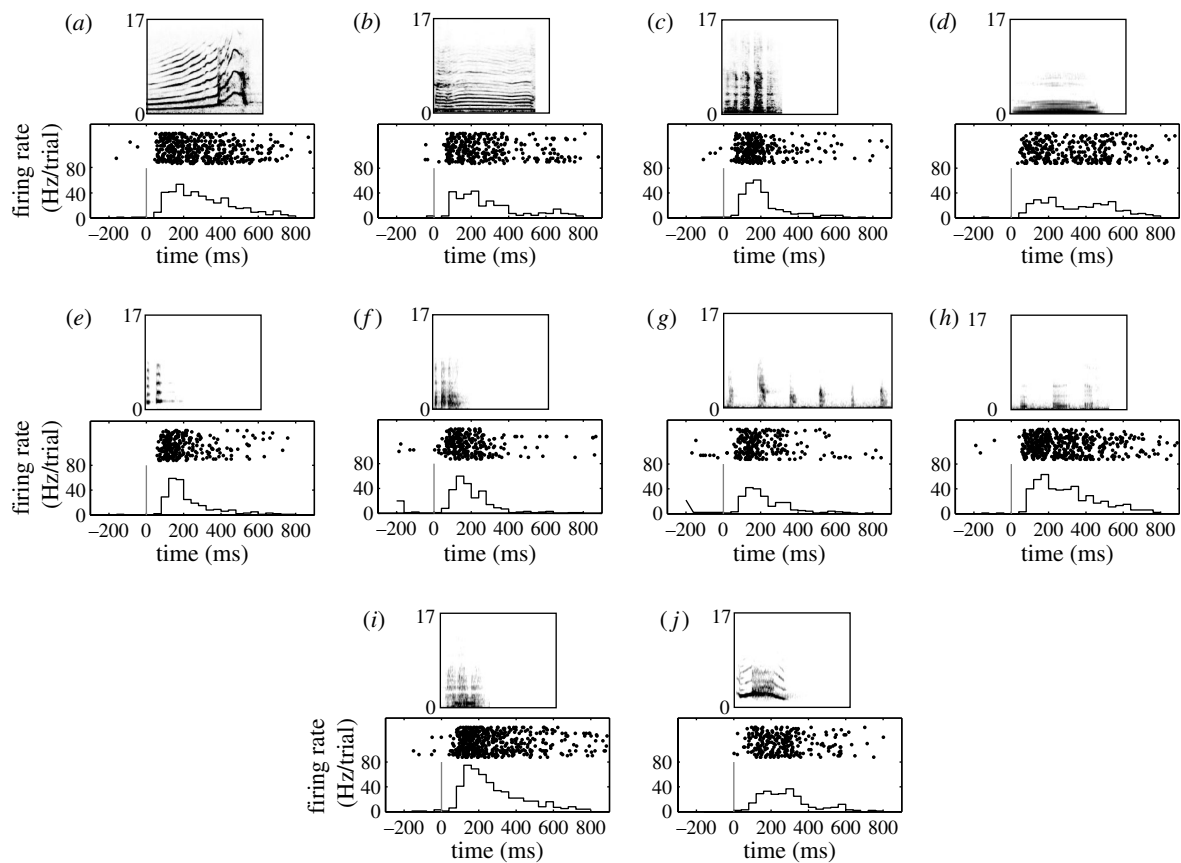 (a) 17 (b) 17 (c) 17 (d) 17
0 0 0 0
firing rate
(Hz/trial)
80 80 80 80
40 40 40 40
0 0 0 0
−200 0 200 400 600 800 −200 0 200 400 600 800 −200 0 200 400 600 800 −200 0 200 400 600 800
time (ms) time (ms) time (ms) time (ms)
(e) 17 (f) 17 (g) 17 (h) 17
0 0 0 0
firing rate
(Hz/trial)
80 80 80 80
40 40 40 40
0 0 0 0
−200 0 200 400 600 800 −200 0 200 400 600 800 −200 0 200 400 600 800 −200 0 200 400 600 800
time (ms) time (ms) time (ms) time (ms)
(i) 17 (j) 17
0 0
firing rate
(Hz/trial)
80 80
40 40
0 0
−200 0 200 400 600 800 −200 0 200 400 600 800
time (ms) time (ms)